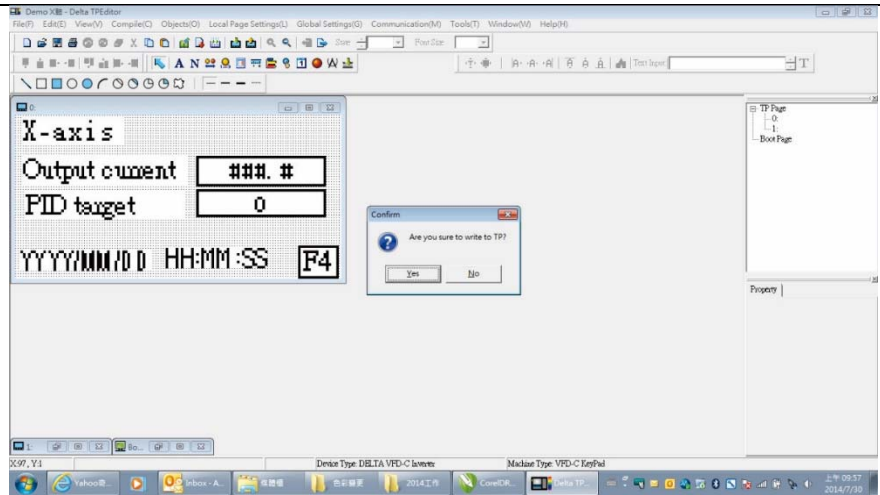 Demo X軸 - Delta TPEditor
File(F) Edit(E) View(V) Compile(C) Objects(O) Local Page Settings(L) Global Settings(G) Communication(M) Tools(T) Window(W) Help(H)
Size Font Size
A N W Text Input T
0:
X-axis
Output current ###. #
PID target 0
YYYY/MM/DD HH:MM:SS F4
Confirm
Are you sure to write to TP?
Yes No
TP Page
0:
1:
Boot Page
Property
1: Bo...
X:97, Y:1 Device Type: DELTA VFD-C Inverter Machine Type: VFD-C KeyPad
Inbox - A... 2014工作 CorelDR... Delta TP... 上午 09:57
2014/7/30